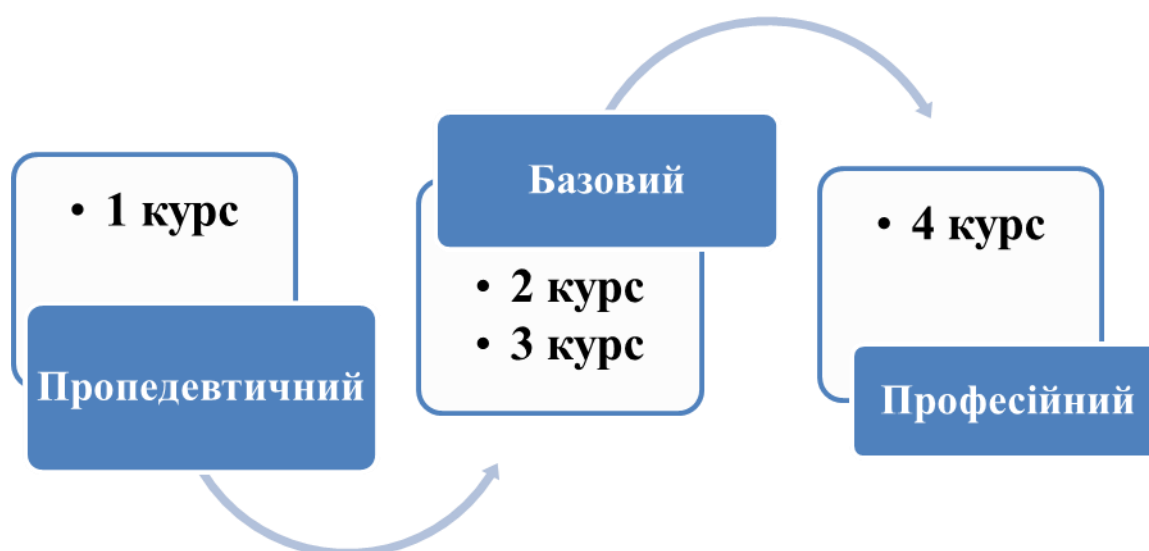 • 1 курс
Пропедевтичний
Базовий
• 2 курс
• 3 курс
• 4 курс
Професійний